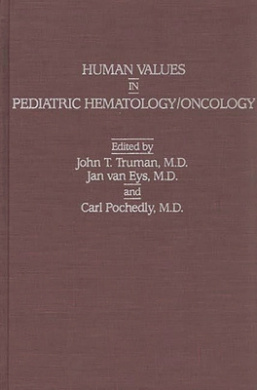 HUMAN VALUES
IN
PEDIATRIC HEMATOLOGY/ONCOLOGY
Edited by
John T. Truman, M.D.
Jan van Eys, M.D.
and
Carl Pochedly, M.D.